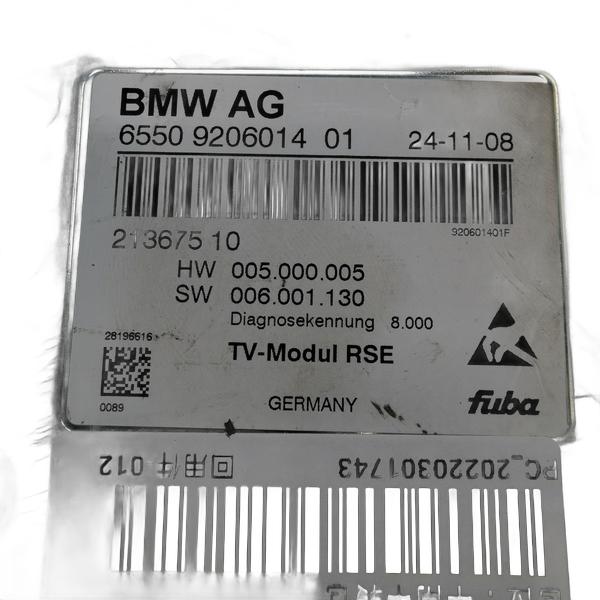 BMW AG
6550 9206014 01 24-11-08
920601401F
213675 10
HW 005.000.005
SW 006.001.130
Diagnosekennung 8.000
28196616
TV-Modul RSE
0089
GERMANY
fuba
PC_20220301743
回用件 012